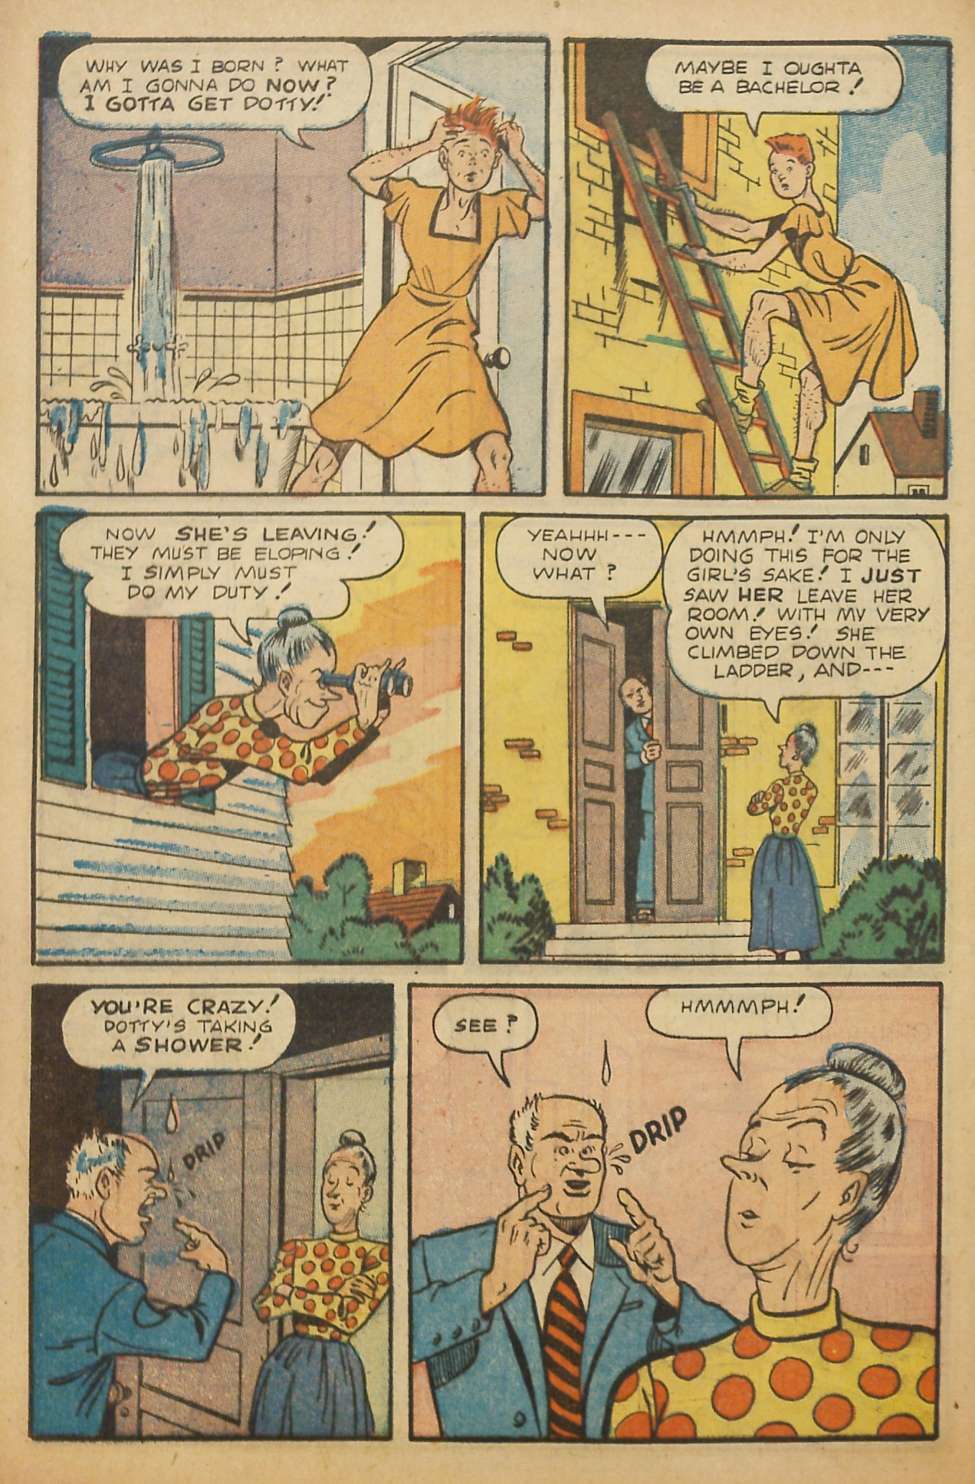 WHY WAS I BORN? WHAT
AM I GONNA DO NOW?
I GOTTA GET DOTTY!
MAYBE I OUGHTA
BE A BACHELOR!
NOW SHE'S LEAVING!
THEY MUST BE ELOPING!
I SIMPLY MUST
DO MY DUTY!
YEAHHH---
NOW
WHAT?
HMMPH! I'M ONLY
DOING THIS FOR THE
GIRL'S SAKE! I JUST
SAW HER LEAVE HER
ROOM! WITH MY VERY
OWN EYES! SHE
CLIMBED DOWN THE
LADDER, AND---
YOU'RE CRAZY!
DOTTY'S TAKING
A SHOWER!
DRIP
SEE?
DRIP
HMMMPH!